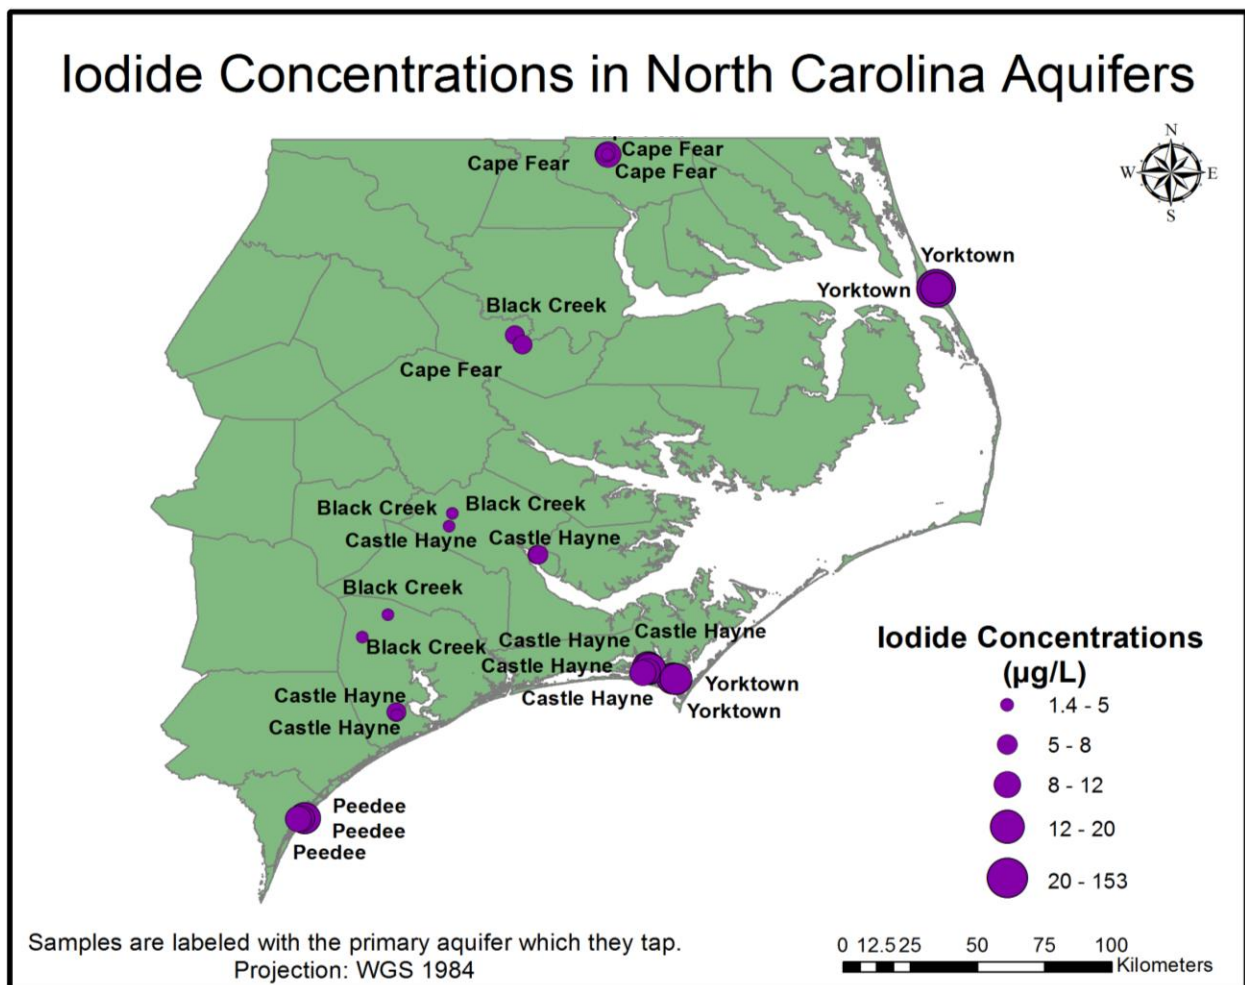 Iodide Concentrations in North Carolina Aquifers
N
W E
S
Cape Fear
Cape Fear
Cape Fear
Cape Fear
Yorktown
Yorktown
Black Creek
Cape Fear
Black Creek
Black Creek
Castle Hayne
Castle Hayne
Black Creek
Black Creek
Castle Hayne
Castle Hayne
Castle Hayne
Castle Hayne
Castle Hayne
Castle Hayne
Yorktown
Yorktown
Peedee
Peedee
Peedee
Iodide Concentrations
(µg/L)
1.4 - 5
5 - 8
8 - 12
12 - 20
20 - 153
Samples are labeled with the primary aquifer which they tap.
Projection: WGS 1984
0 12.5 25 50 75 100
Kilometers